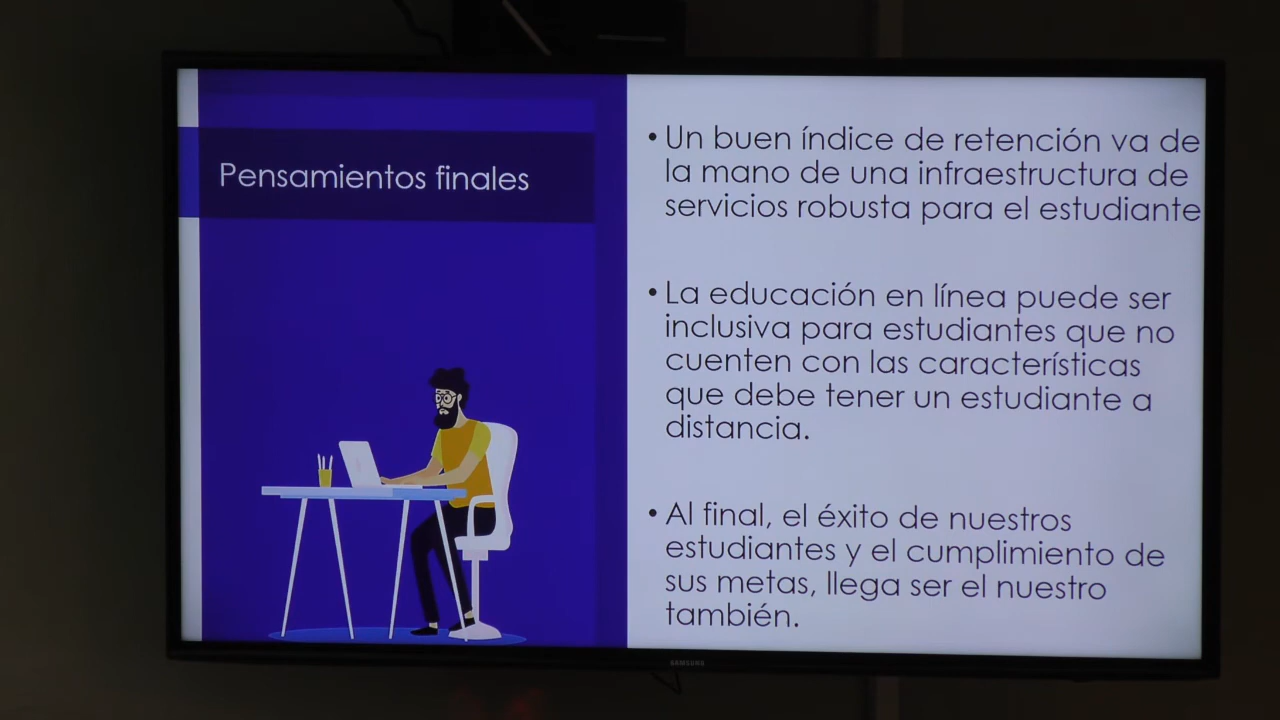 Pensamientos finales
• Un buen índice de retención va de
la mano de una infraestructura de
servicios robusta para el estudiante
• La educación en línea puede ser
inclusiva para estudiantes que no
cuenten con las características
que debe tener un estudiante a
distancia.
• Al final, el éxito de nuestros
estudiantes y el cumplimiento de
sus metas, llega ser el nuestro
también.
SAMSUNG